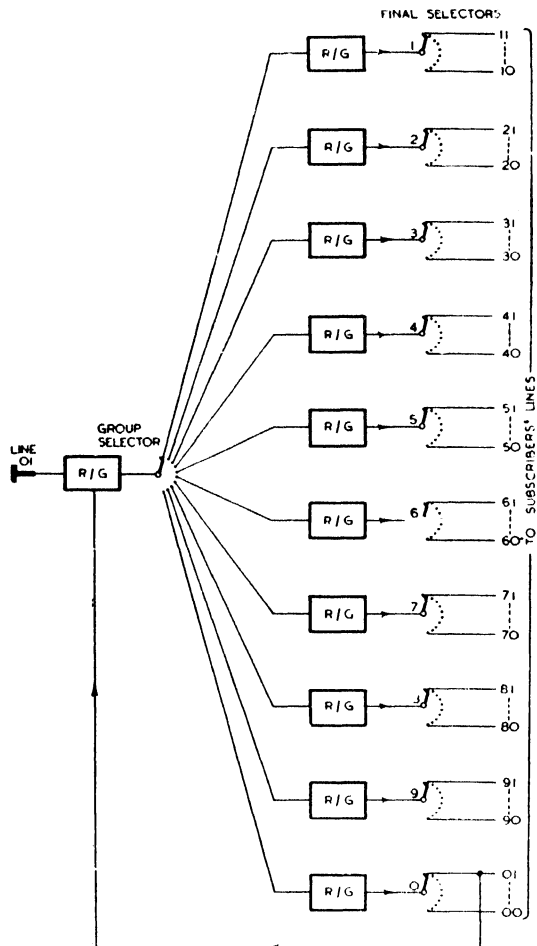 FINAL SELECTORS
R/G 1 11
10
R/G 2 21
20
R/G 3 31
30
R/G 4 41
40
GROUP SELECTOR
LINE 01
R/G
R/G 5 51
50
R/G 6 61
60
R/G 7 71
70
R/G 81
80
R/G 9 91
90
R/G 0 01
00
TO SUBSCRIBERS' LINES